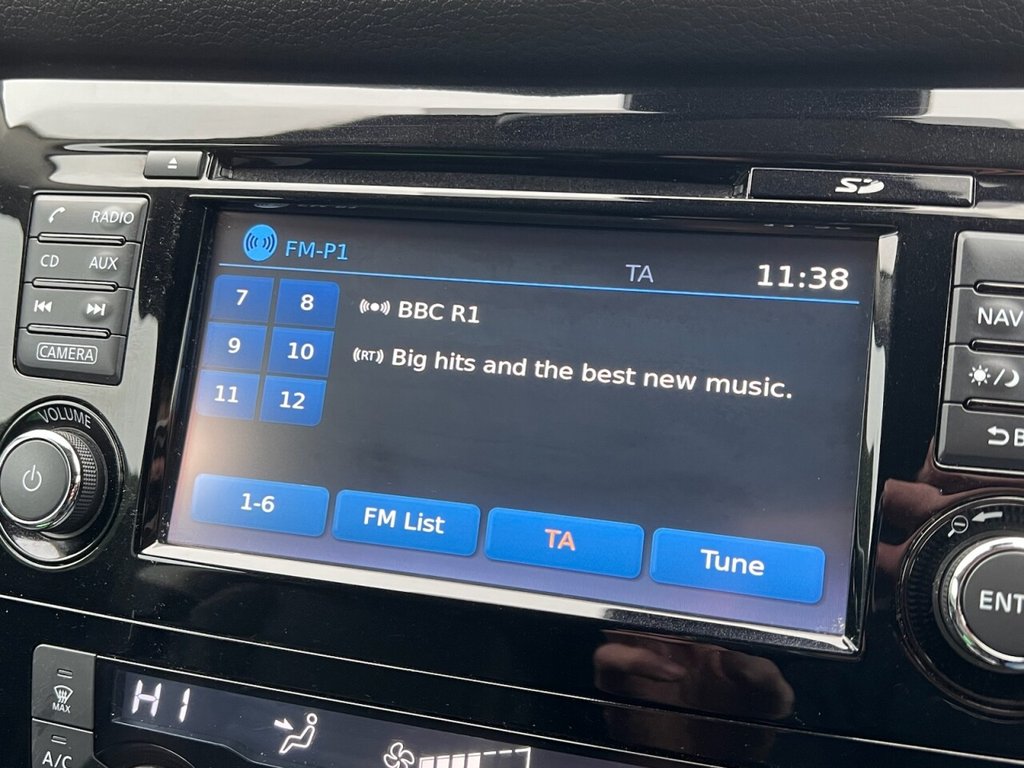 SD
RADIO
CD AUX
CAMERA
VOLUME
FM-P1 TA 11:38
7 8
9 10
11 12
BBC R1
RT Big hits and the best new music.
1-6 FM List TA Tune
NAV
ENT
MAX
A/C
HI